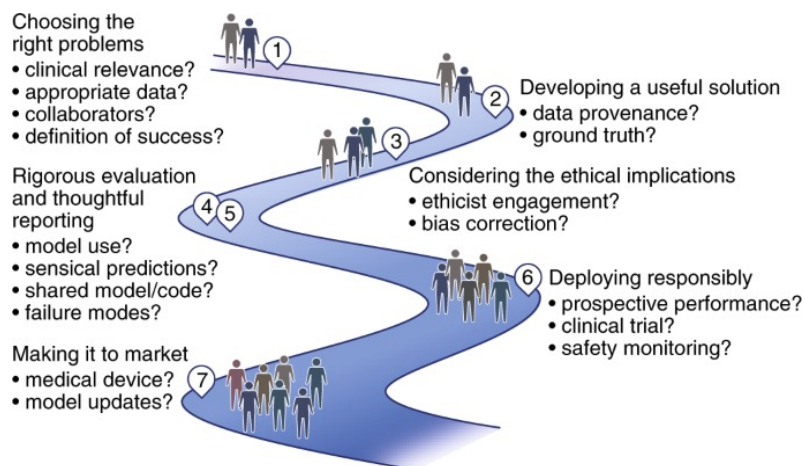 Choosing the
right problems
• clinical relevance?
• appropriate data?
• collaborators?
• definition of success?
1
2
Developing a useful solution
• data provenance?
• ground truth?
3
Considering the ethical implications
• ethicist engagement?
• bias correction?
Rigorous evaluation
and thoughtful
reporting
• model use?
• sensical predictions?
• shared model/code?
• failure modes?
4 5
6
Deploying responsibly
• prospective performance?
• clinical trial?
• safety monitoring?
Making it to market
• medical device?
• model updates?
7